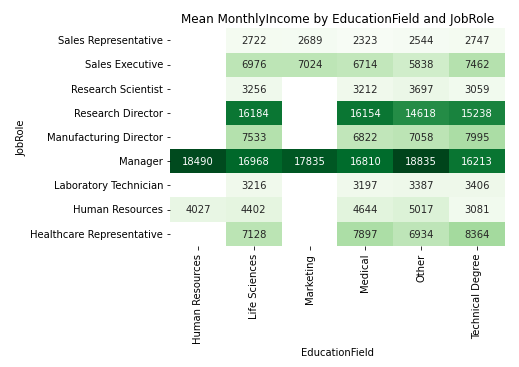 Mean MonthlyIncome by EducationField and JobRole
JobRole
Sales Representative 2722 2689 2323 2544 2747
Sales Executive 6976 7024 6714 5838 7462
Research Scientist 3256 3212 3697 3059
Research Director 16184 16154 14618 15238
Manufacturing Director 7533 6822 7058 7995
Manager 18490 16968 17835 16810 18835 16213
Laboratory Technician 3216 3197 3387 3406
Human Resources 4027 4402 4644 5017 3081
Healthcare Representative 7128 7897 6934 8364
Human Resources
Life Sciences
Marketing
Medical
Other
Technical Degree
EducationField